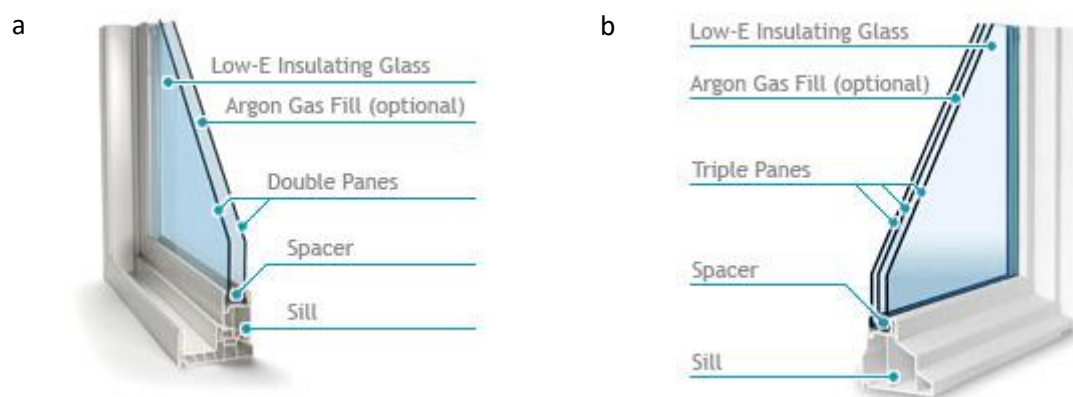 a
Low-E Insulating Glass
Argon Gas Fill (optional)
Double Panes
Spacer
Sill
b
Low-E Insulating Glass
Argon Gas Fill (optional)
Triple Panes
Spacer
Sill